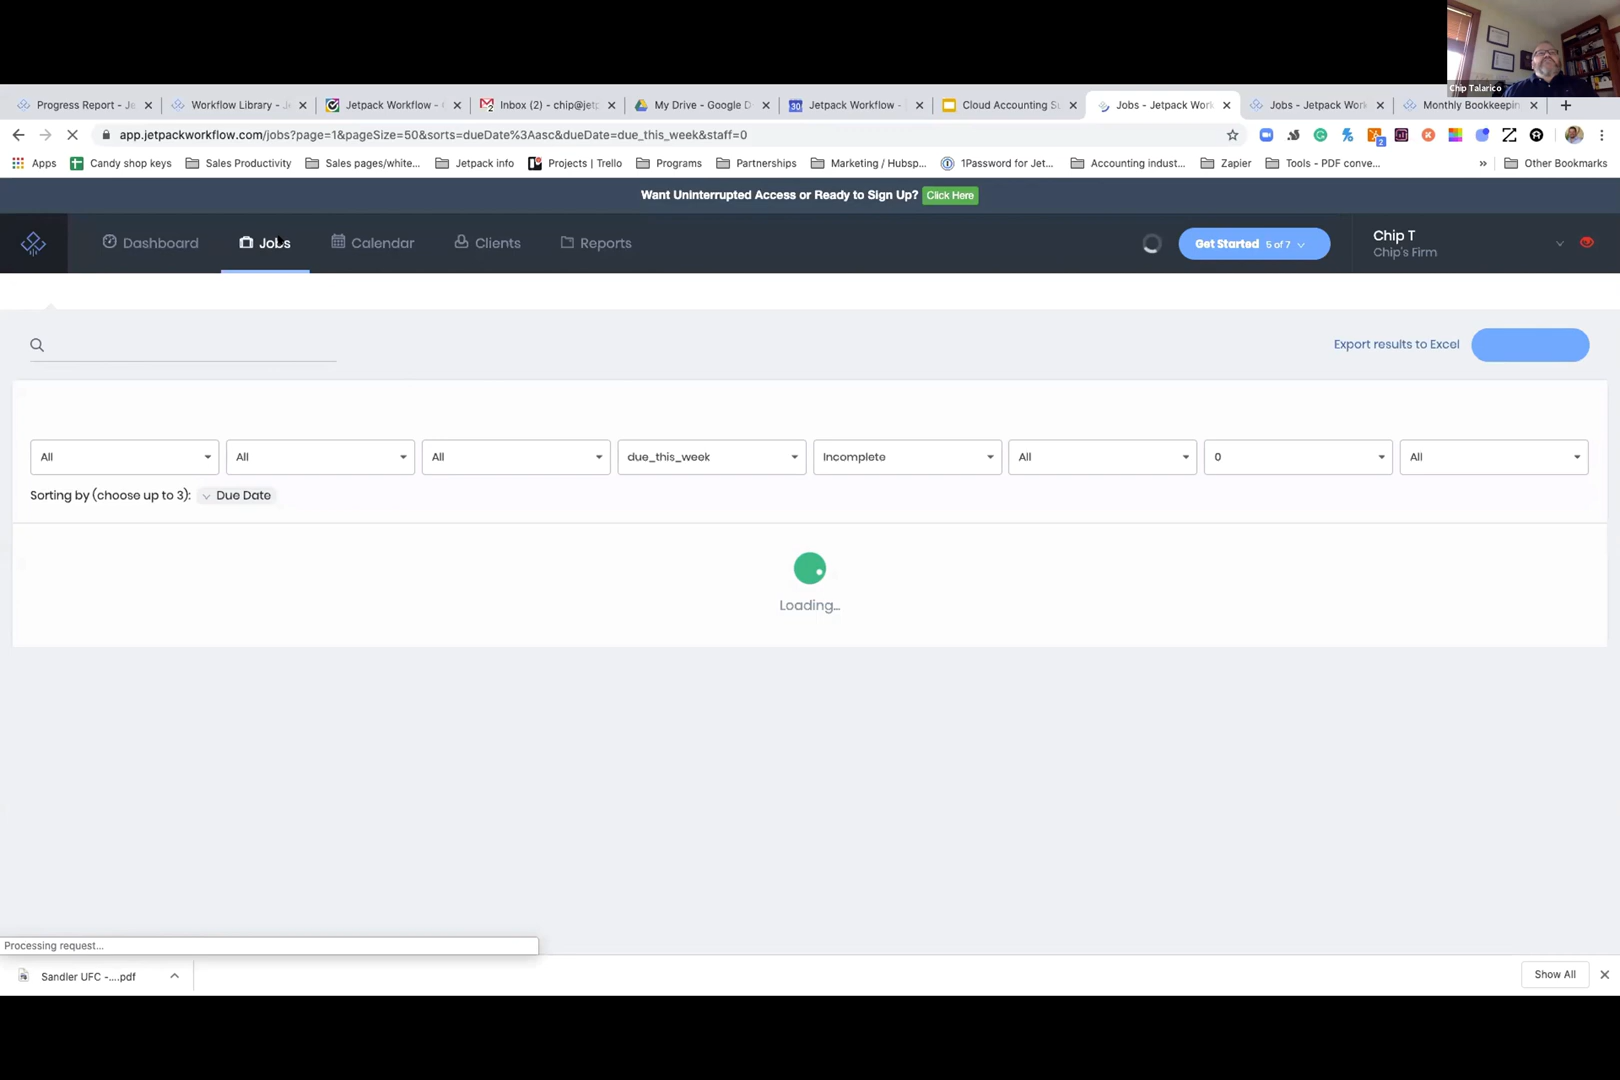 Chip Talarico
Progress Report - Je
Workflow Library - J
Jetpack Workflow -
Inbox (2) - chip@jetp
My Drive - Google D
Jetpack Workflow -
Cloud Accounting Su
Jobs - Jetpack Work
Jobs - Jetpack Work
Monthly Bookkeepin
app.jetpackworkflow.com/jobs?page=1&pageSize=50&sorts=dueDate%3Aasc&dueDate=due_this_week&staff=0
Apps
Candy shop keys
Sales Productivity
Sales pages/white...
Jetpack info
Projects | Trello
Programs
Partnerships
Marketing / Hubsp...
1Password for Jet...
Accounting indust...
Zapier
Tools - PDF conve...
»
Other Bookmarks
Want Uninterrupted Access or Ready to Sign Up? Click Here
Dashboard
Jobs
Calendar
Clients
Reports
Get Started 5 of 7
Chip T
Chip's Firm
Export results to Excel
All
All
All
due_this_week
Incomplete
All
0
All
Sorting by (choose up to 3): Due Date
Loading...
Processing request...
Sandler UFC -....pdf
Show All